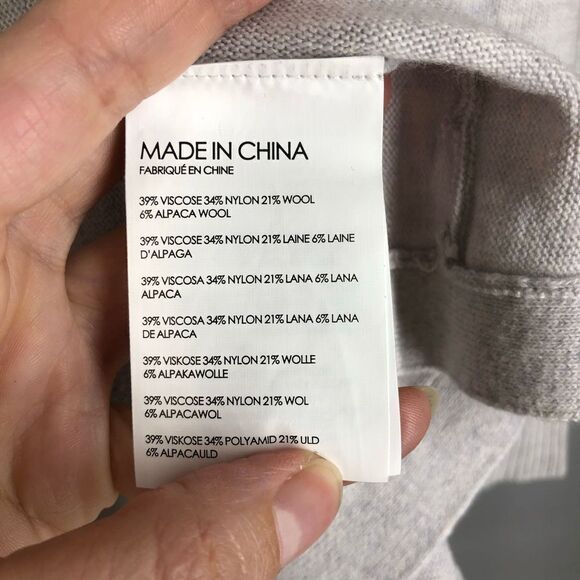 MADE IN CHINA
FABRIQUÉ EN CHINE
39% VISCOSE 34% NYLON 21% WOOL
6% ALPACA WOOL
39% VISCOSE 34% NYLON 21% LAINE 6% LAINE
D'ALPAGA
39% VISCOSA 34% NYLON 21% LANA 6% LANA
ALPACA
39% VISCOSA 34% NYLON 21% LANA 6% LANA
DE ALPACA
39% VISKOSE 34% NYLON 21% WOLLE
6% ALPAKAWOLLE
39% VISCOSE 34% NYLON 21% WOL
6% ALPACAWOL
39% VISKOSE 34% POLYAMID 21% ULD
6% ALPACAULD